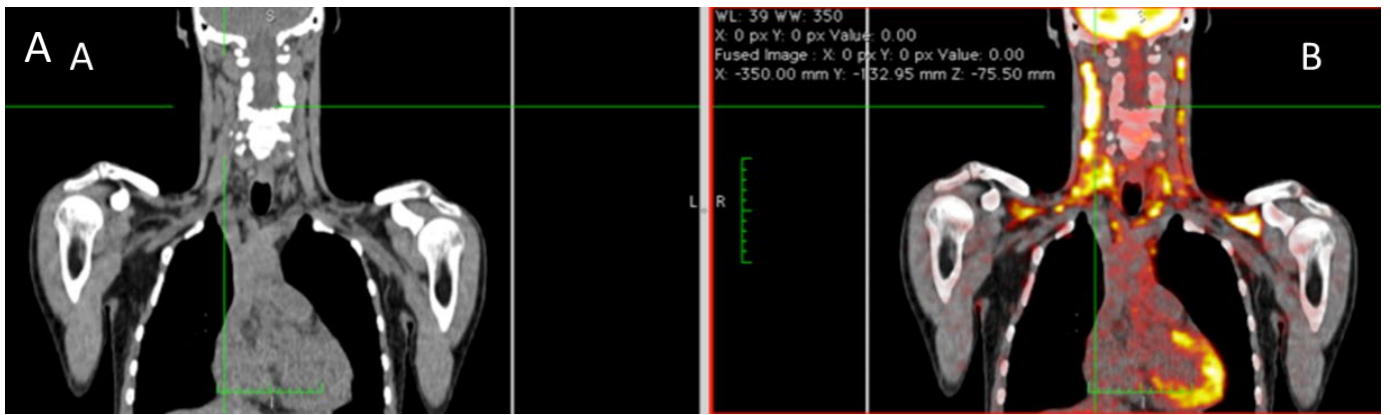 A
A
S
L
I
WL: 39 WW: 350
X: 0 px Y: 0 px Value: 0.00
Fused Image : X: 0 px Y: 0 px Value: 0.00
X: -350.00 mm Y: -132.95 mm Z: -75.50 mm
S
B
R
I